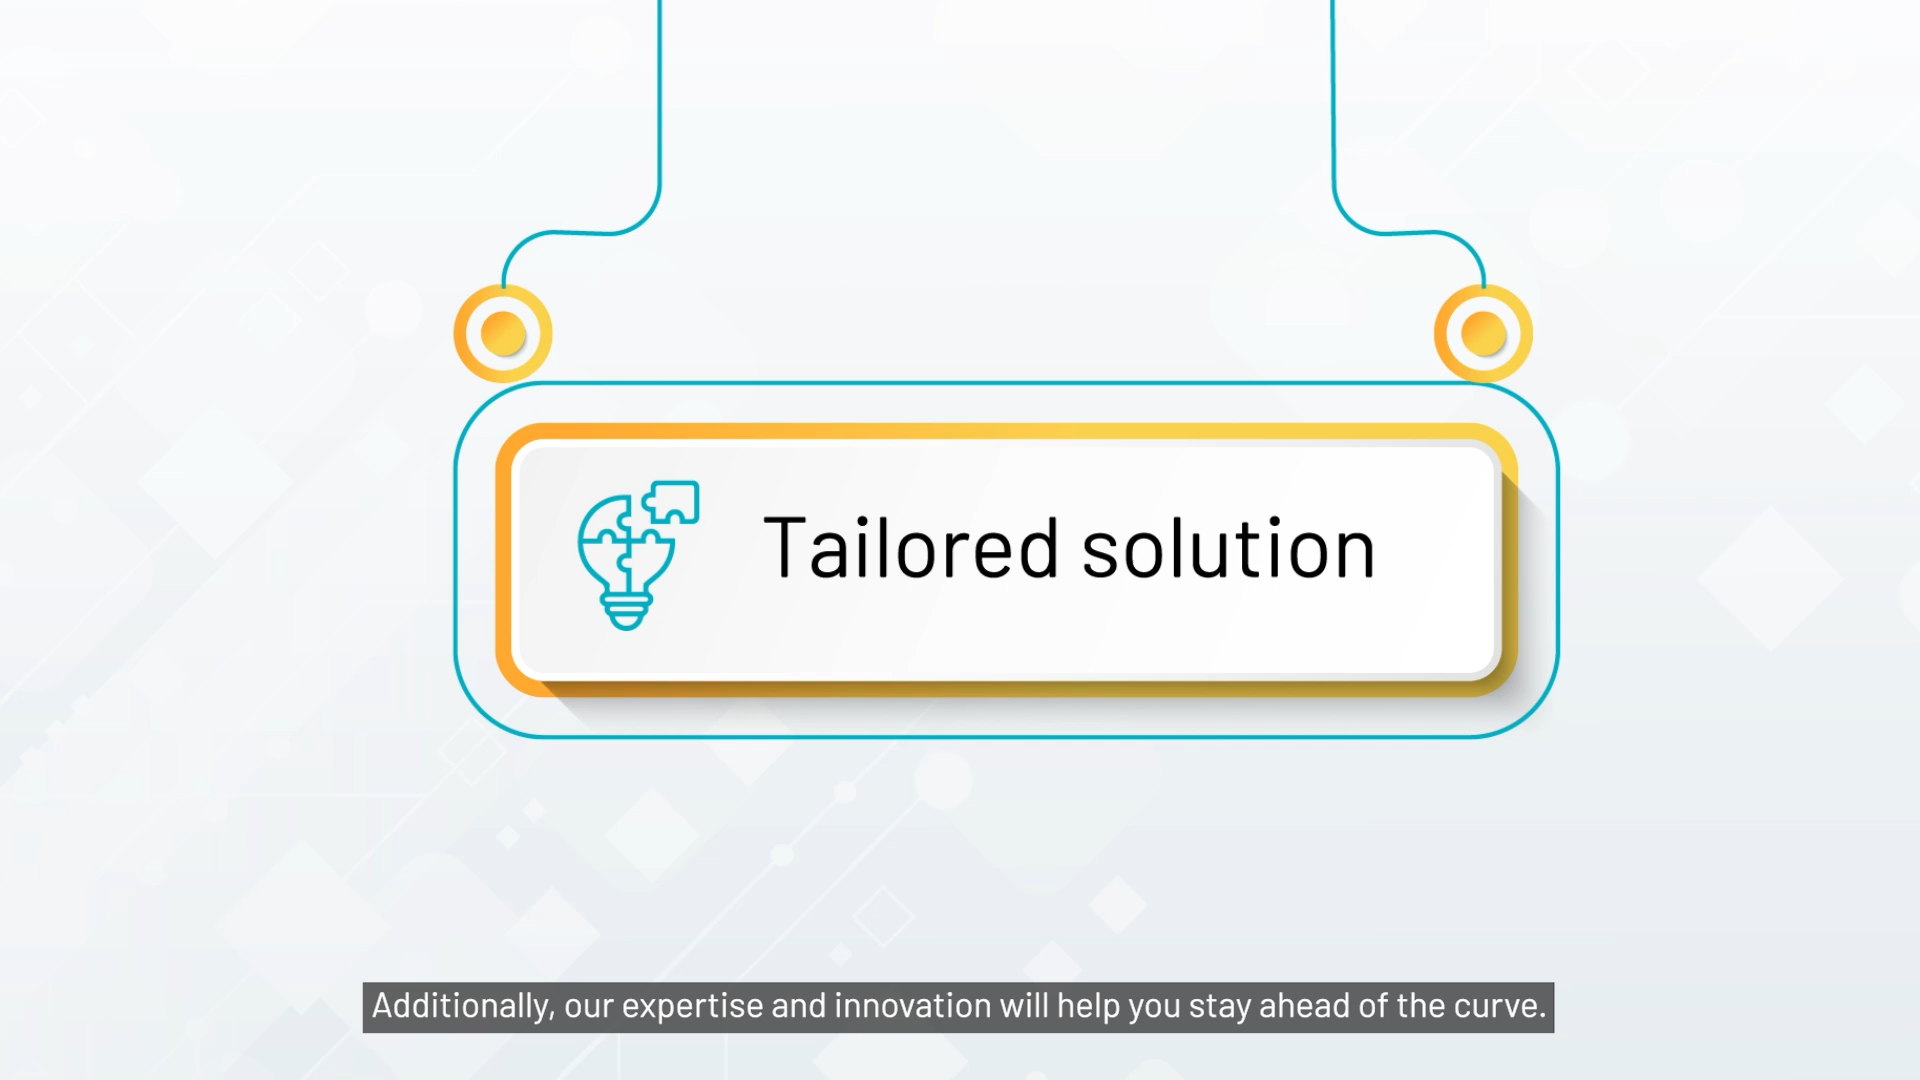 Tailored solution
Additionally, our expertise and innovation will help you stay ahead of the curve.